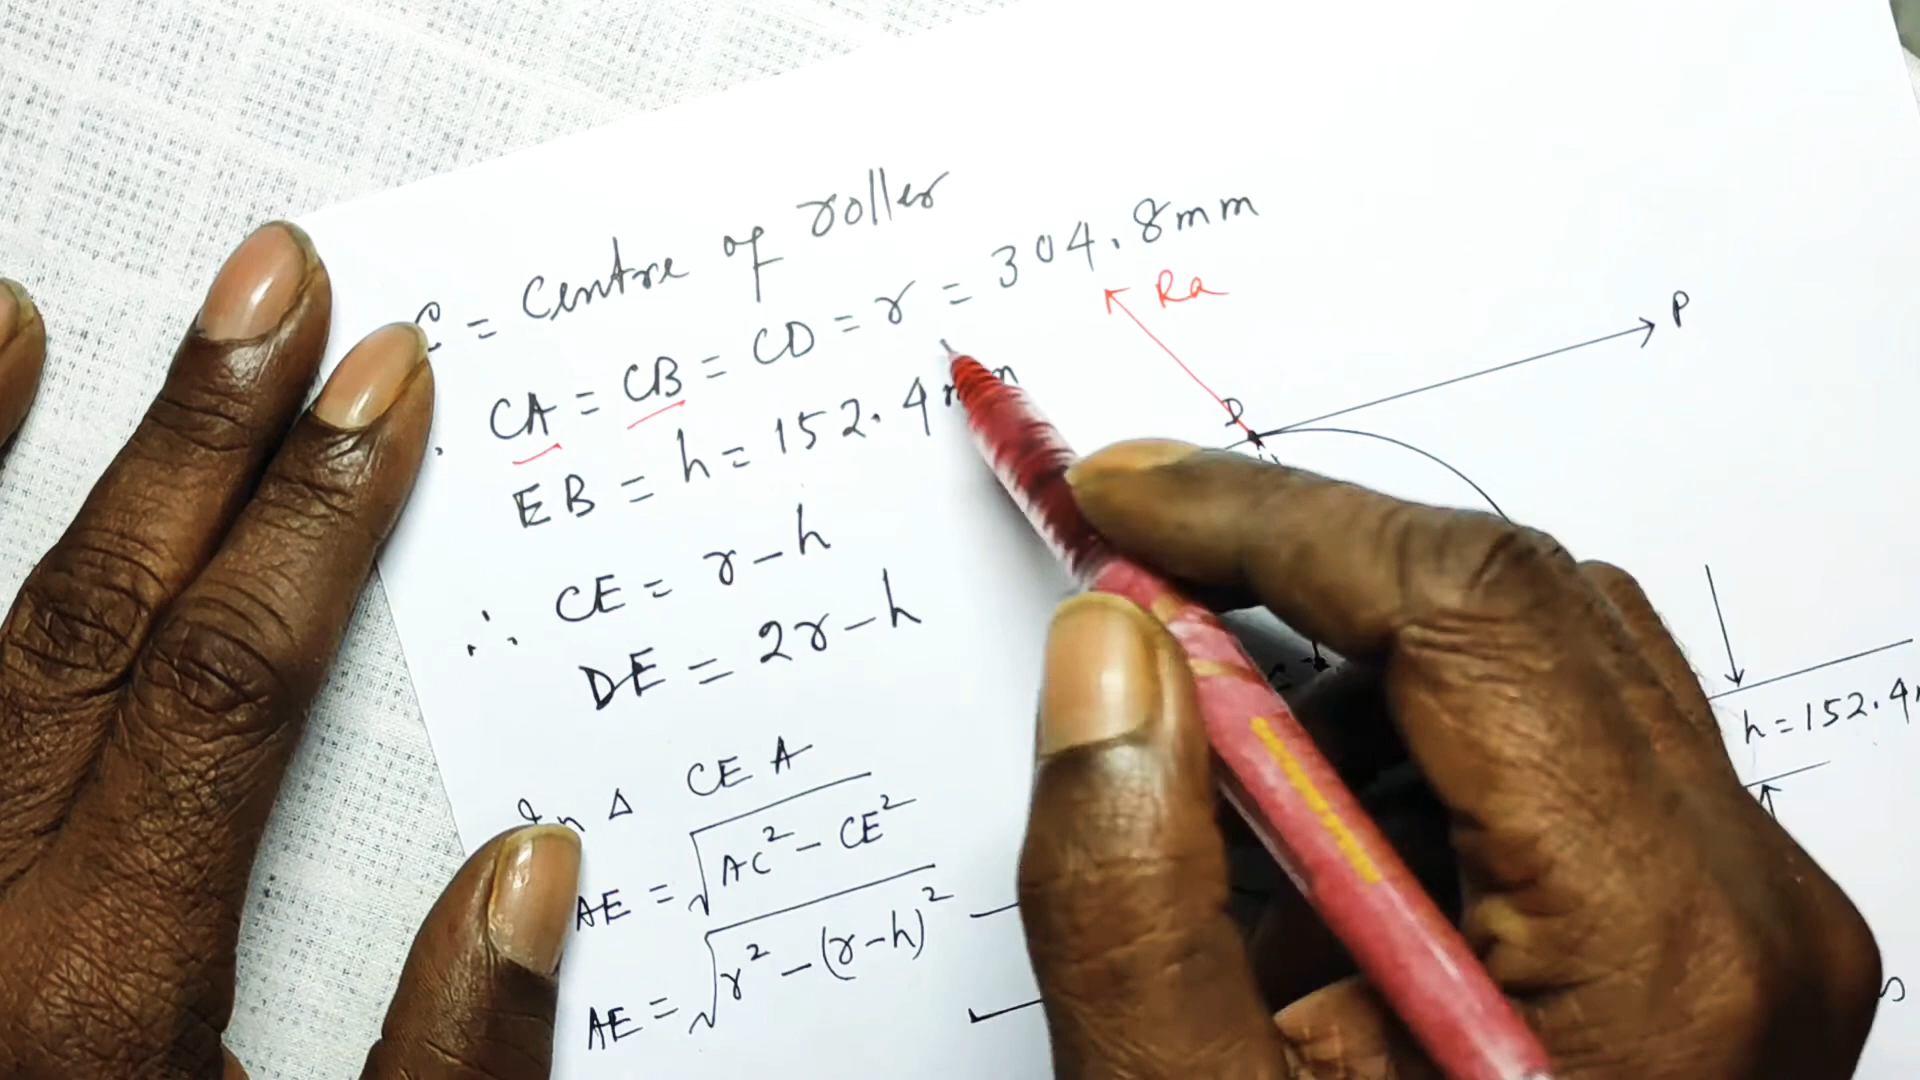 C = Centre of roller
CA = CB = CD = r = 304.8mm
EB = h = 152.4mm
∴ CE = r-h
DE = 2r-h
In Δ CEA
AE = √AC² - CE²
AE = √r² - (r-h)²
Ra
P
D
h = 152.4